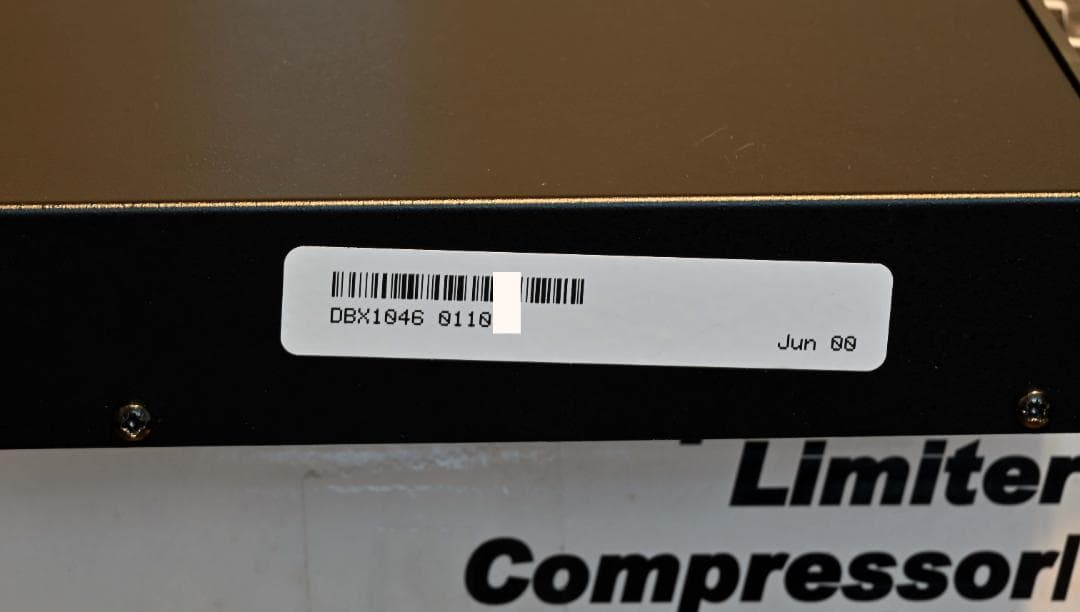 DBX1046 0110
Jun 00
Limiter
Compressor/